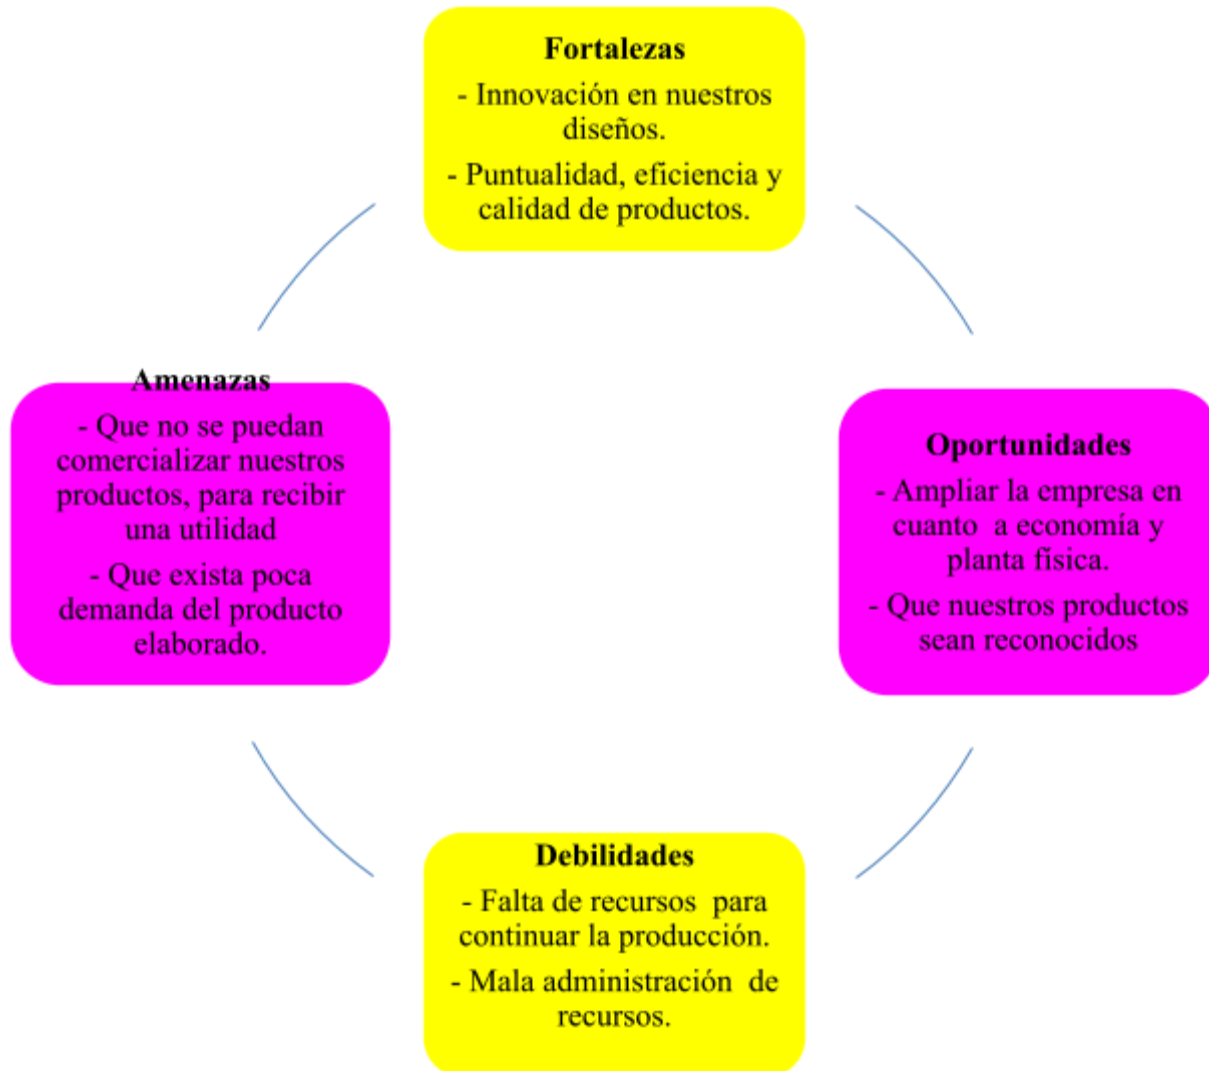 Fortalezas
- Innovación en nuestros
diseños.
- Puntualidad, eficiencia y
calidad de productos.
Amenazas
- Que no se puedan
comercializar nuestros
productos, para recibir
una utilidad
- Que exista poca
demanda del producto
elaborado.
Oportunidades
- Ampliar la empresa en
cuanto  a economía y
planta física.
- Que nuestros productos
sean reconocidos
Debilidades
- Falta de recursos  para
continuar la producción.
- Mala administración  de
recursos.